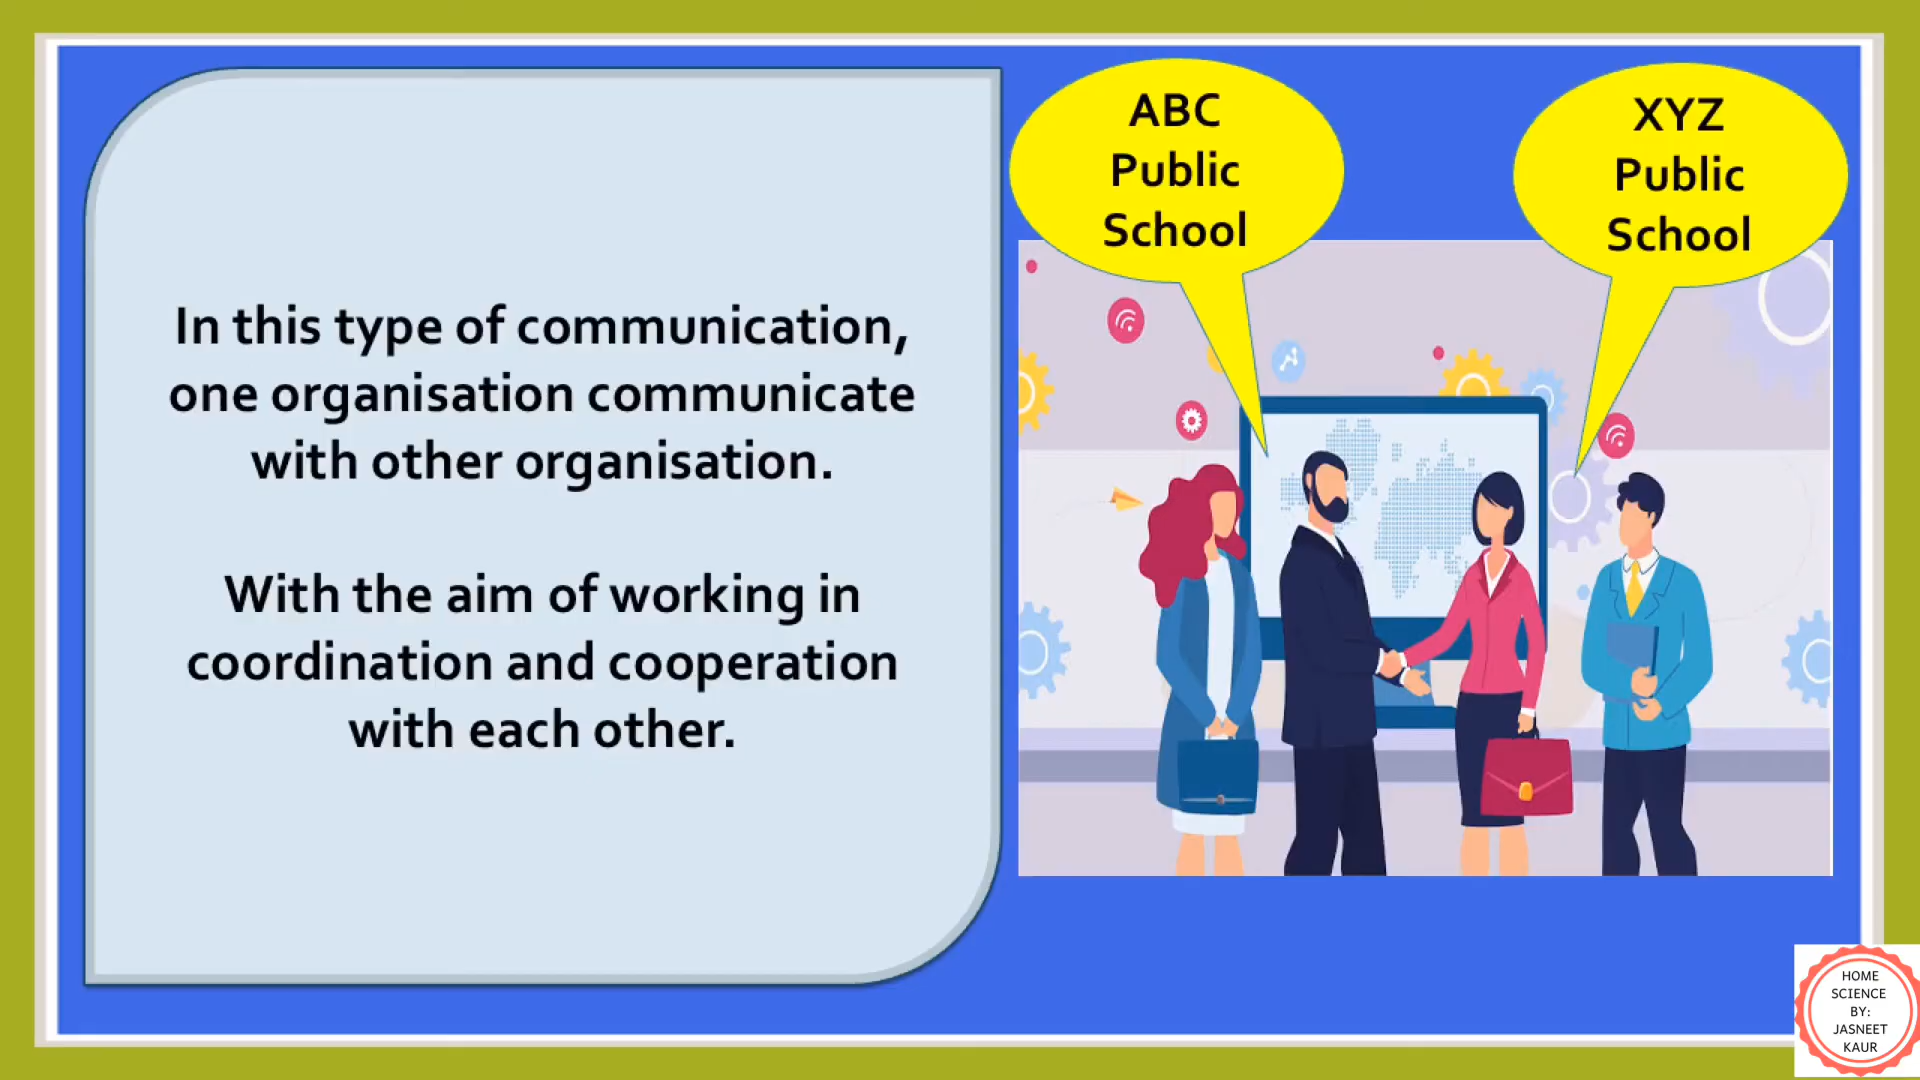 In this type of communication,
one organisation communicate
with other organisation.
With the aim of working in
coordination and cooperation
with each other.
ABC
Public
School
XYZ
Public
School
HOME
SCIENCE
BY:
JASNEET
KAUR